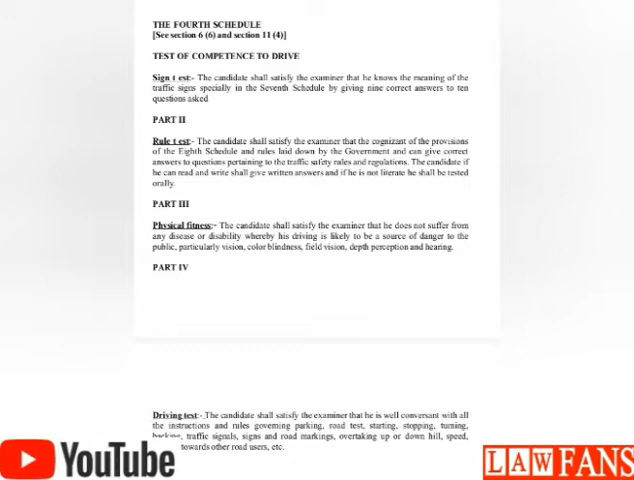 THE FOURTH SCHEDULE
[See section 6 (6) and section 11 (4)]
TEST OF COMPETENCE TO DRIVE
Sign t est:- The candidate shall satisfy the examiner that he knows the meaning of the
traffic signs specially in the Seventh Schedule by giving nine correct answers to ten
questions asked
PART II
Rule t est:- The candidate shall satisfy the examiner that the cognizant of the provisions
of the Eighth Schedule and rules laid down by the Government and can give correct
answers to questions pertaining to the traffic safety rules and regulations. The candidate if
he can read and write shall give written answers and if he is not literate he shall be tested
orally.
PART III
Physical fitness:- The candidate shall satisfy the examiner that he does not suffer from
any disease or disability whereby his driving is likely to be a source of danger to the
public, particularly vision, color blindness, field vision, depth perception and hearing.
PART IV
Driving test:- The candidate shall satisfy the examiner that he is well conversant with all
the instructions and rules governing parking, road test, starting, stopping, turning,
backing, traffic signals, signs and road markings, overtaking up or down hill, speed,
towards other road users, etc.
YouTube
LAWFANS